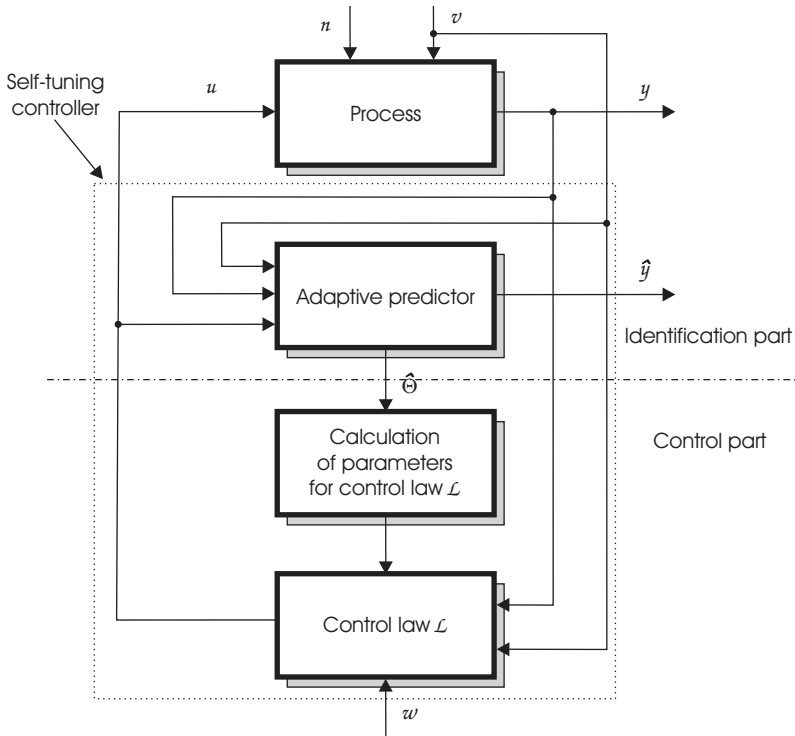 n
v
Self-tuning
controller
u
Process
y
Adaptive predictor
ŷ
Identification part
Θ̂
Calculation
of parameters
for control law ℒ
Control part
Control law ℒ
w